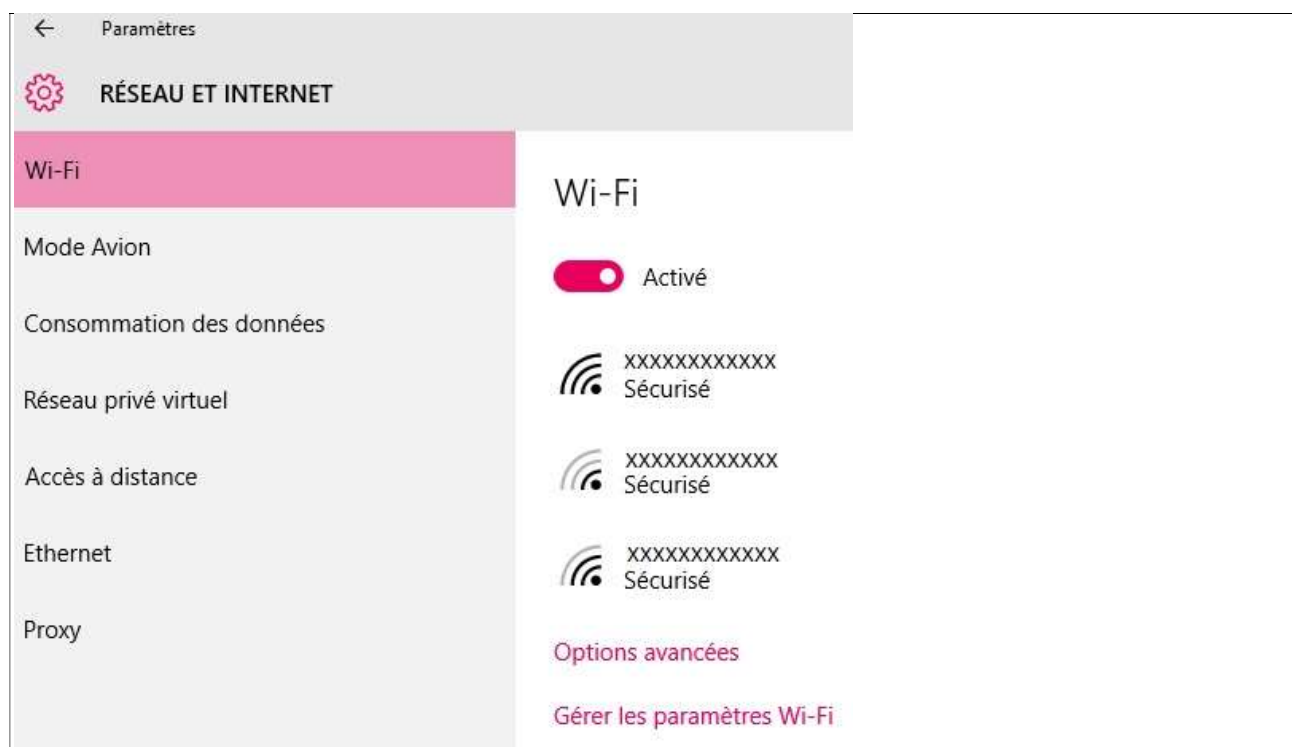 Paramètres
RÉSEAU ET INTERNET
Wi-Fi
Mode Avion
Consommation des données
Réseau privé virtuel
Accès à distance
Ethernet
Proxy
Wi-Fi
Activé
xxxxxxxxxxxx
Sécurisé
xxxxxxxxxxxx
Sécurisé
xxxxxxxxxxxx
Sécurisé
Options avancées
Gérer les paramètres Wi-Fi